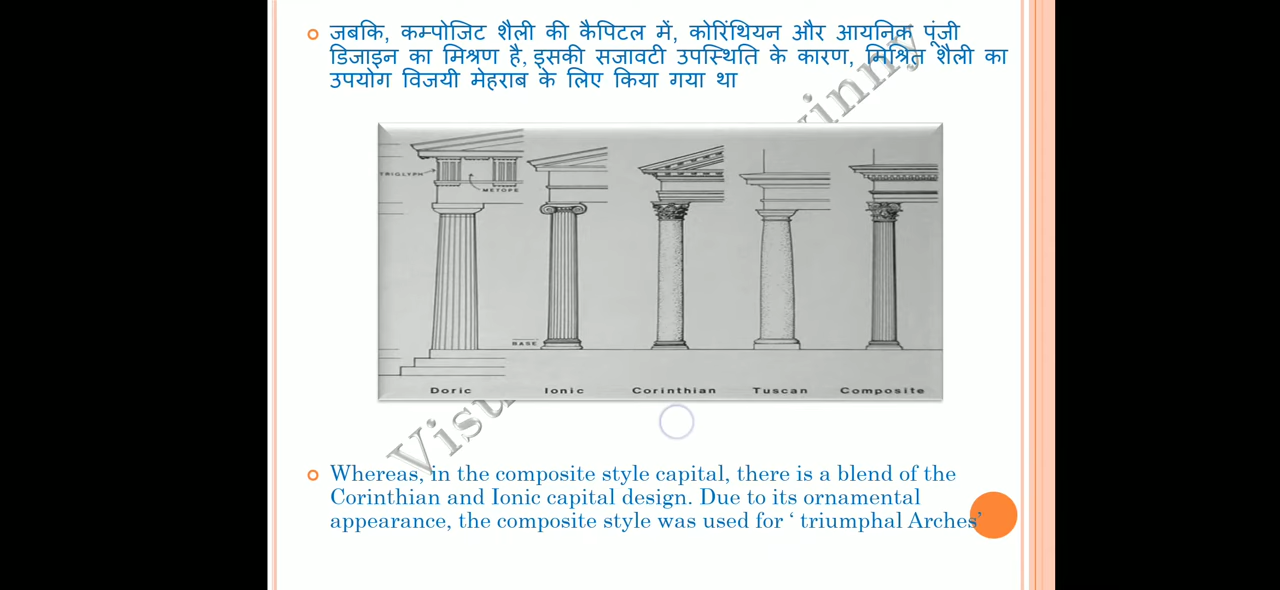 जबकि, कम्पोजिट शैली की कैपिटल में, कोरिंथियन और आयनिक पूंजी
डिजाइन का मिश्रण है, इसकी सजावटी उपस्थिति के कारण, मिश्रित शैली का
उपयोग विजयी मेहराब के लिए किया गया था
TRIGLYPH
METOPE
BASE
Doric Ionic Corinthian Tuscan Composite
Whereas, in the composite style capital, there is a blend of the
Corinthian and Ionic capital design. Due to its ornamental
appearance, the composite style was used for ‘ triumphal Arches’